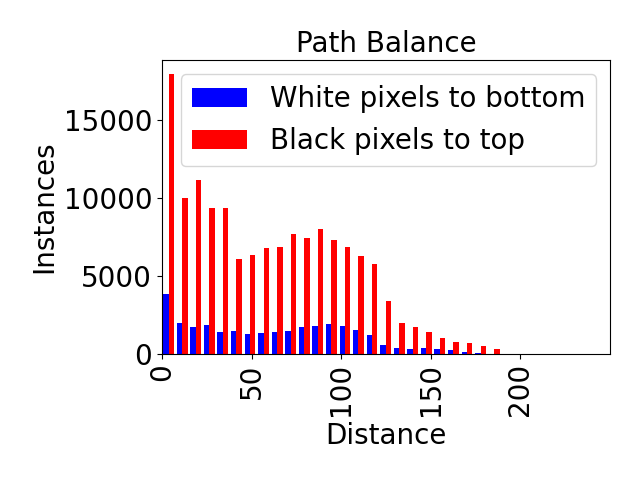 Path Balance
White pixels to bottom
Black pixels to top
Instances
15000
10000
5000
0
0
50
100
150
200
Distance